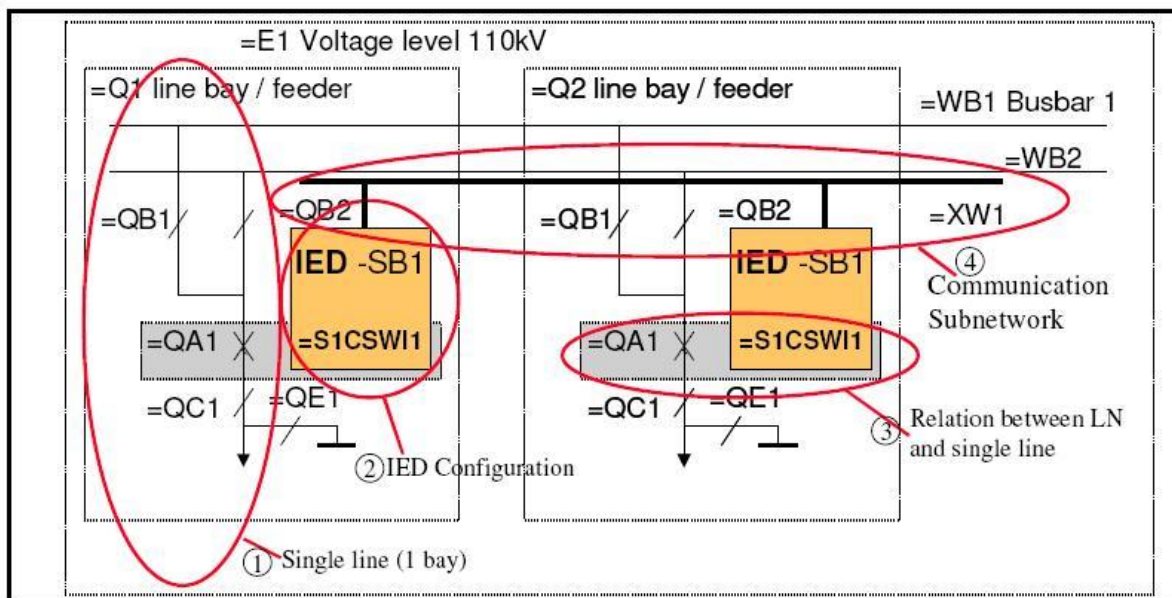 =E1 Voltage level 110kV
=Q1 line bay / feeder
=Q2 line bay / feeder
=WB1 Busbar 1
=WB2
=QB1
=QB2
=QB1
=QB2
=XW1
IED -SB1
IED -SB1
④
Communication
Subnetwork
=QA1
=S1CSWI1
=QA1
=S1CSWI1
=QC1
=QE1
=QC1
=QE1
③ Relation between LN
and single line
② IED Configuration
① Single line (1 bay)